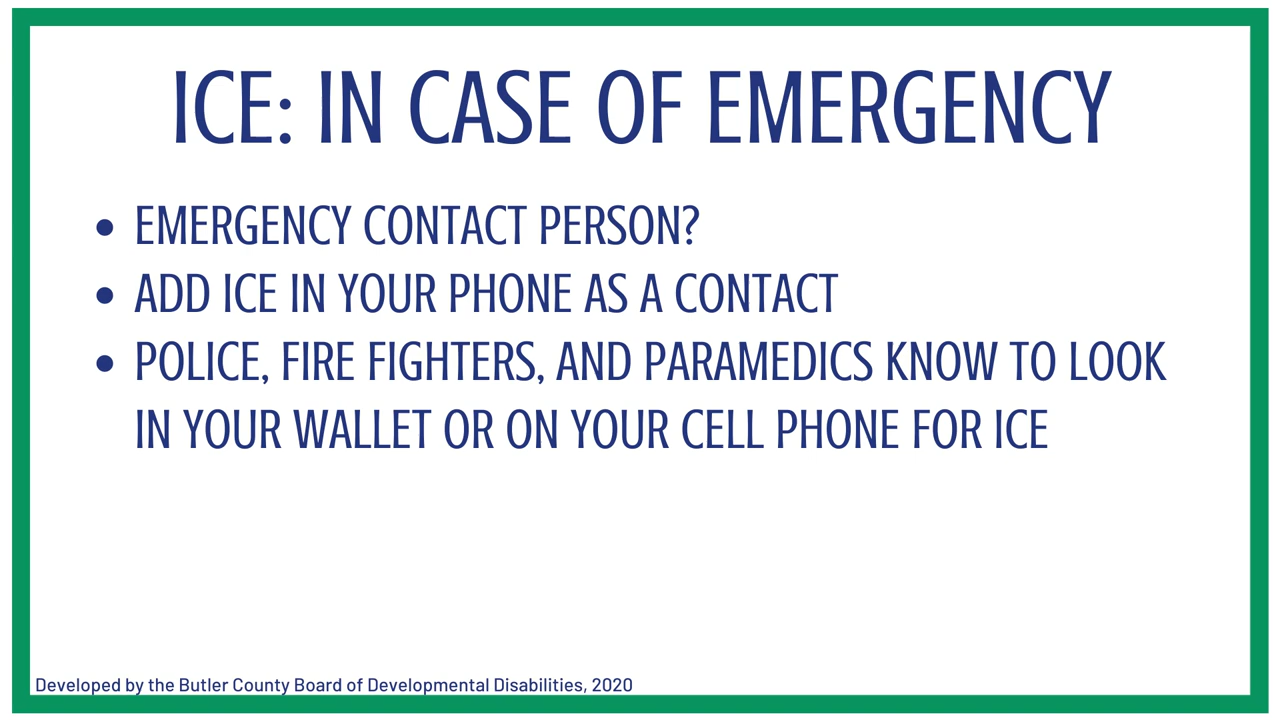 ICE: IN CASE OF EMERGENCY
• EMERGENCY CONTACT PERSON?
• ADD ICE IN YOUR PHONE AS A CONTACT
• POLICE, FIRE FIGHTERS, AND PARAMEDICS KNOW TO LOOK
IN YOUR WALLET OR ON YOUR CELL PHONE FOR ICE
Developed by the Butler County Board of Developmental Disabilities, 2020